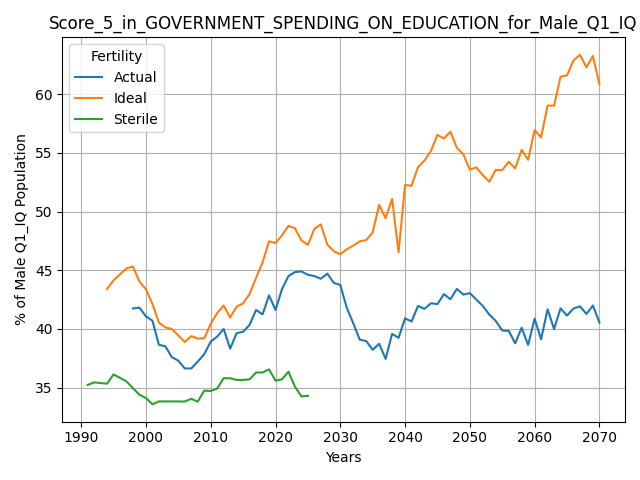 Score_5_in_GOVERNMENT_SPENDING_ON_EDUCATION_for_Male_Q1_IQ
Fertility
Actual
Ideal
Sterile
% of Male Q1_IQ Population
60
55
50
45
40
35
1990 2000 2010 2020 2030 2040 2050 2060 2070
Years